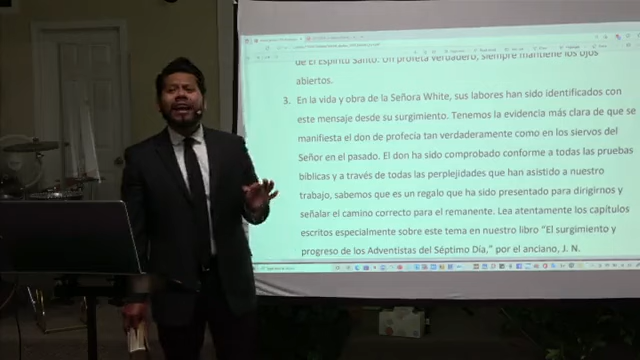 de el Espíritu Santo. Un profeta verdadero, siempre mantiene los ojos
abiertos.
3. En la vida y obra de la Señora White, sus labores han sido identificados con
este mensaje desde su surgimiento. Tenemos la evidencia más clara de que se
manifiesta el don de profecía tan verdaderamente como en los siervos del
Señor en el pasado. El don ha sido comprobado conforme a todas las pruebas
bíblicas y a través de todas las perplejidades que han asistido a nuestro
trabajo, sabemos que es un regalo que ha sido presentado para dirigirnos y
señalar el camino correcto para el remanente. Lea atentamente los capítulos
escritos especialmente sobre este tema en nuestro libro "El surgimiento y
progreso de los Adventistas del Séptimo Día," por el anciano, J. N.